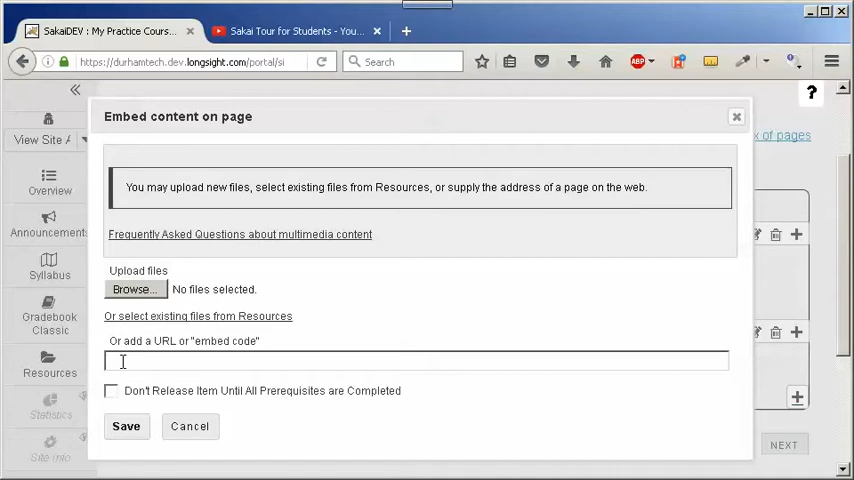 SakaiDEV : My Practice Cours...
Sakai Tour for Students - You...
https://durhamtech.dev.longsight.com/portal/si
Search
ABP
View Site A
Overview
Announcement
Syllabus
Gradebook
Classic
Resources
Statistics
Site Info
?
x of pages
Embed content on page
You may upload new files, select existing files from Resources, or supply the address of a page on the web.
Frequently Asked Questions about multimedia content
Upload files
Browse... No files selected.
Or select existing files from Resources
Or add a URL or "embed code"
Don't Release Item Until All Prerequisites are Completed
Save Cancel
NEXT